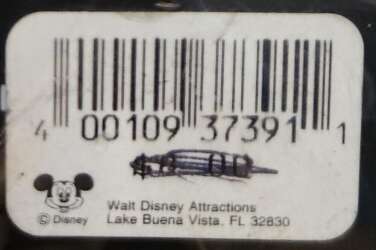 4 00109 37391 1
© Disney
Walt Disney Attractions
Lake Buena Vista, FL 32830